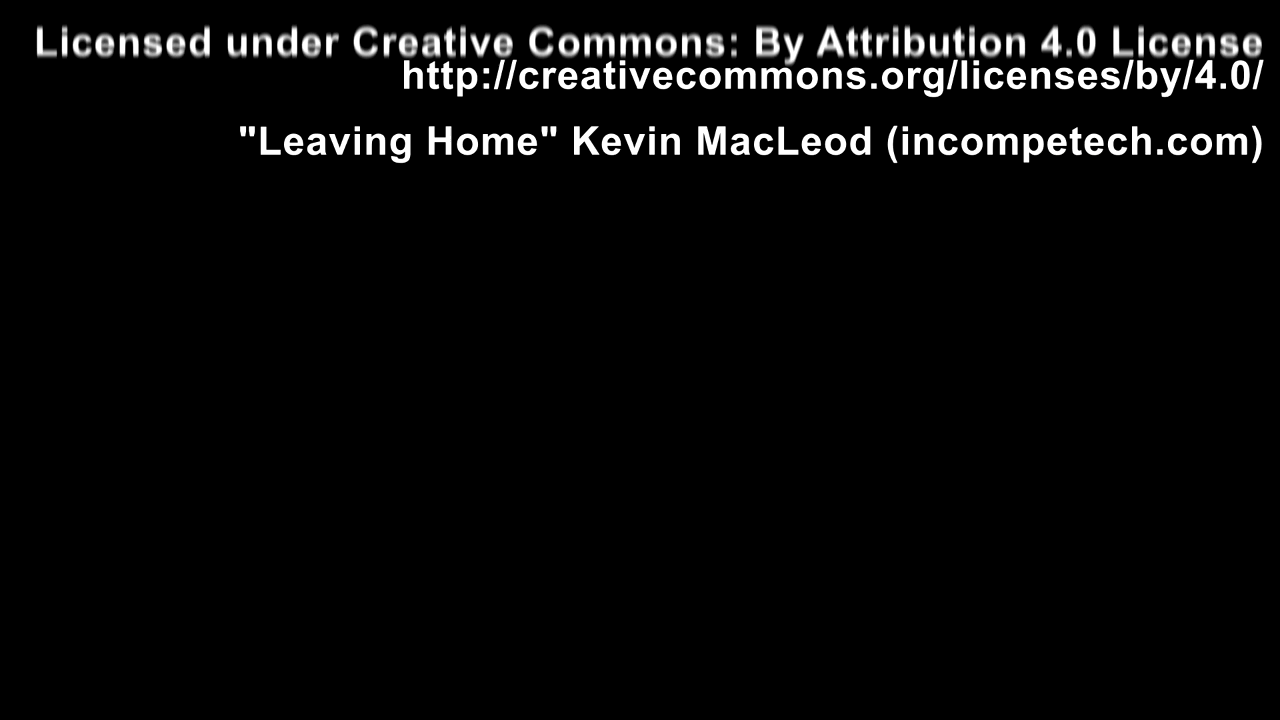 Licensed under Creative Commons: By Attribution 4.0 License
http://creativecommons.org/licenses/by/4.0/
"Leaving Home" Kevin MacLeod (incompetech.com)